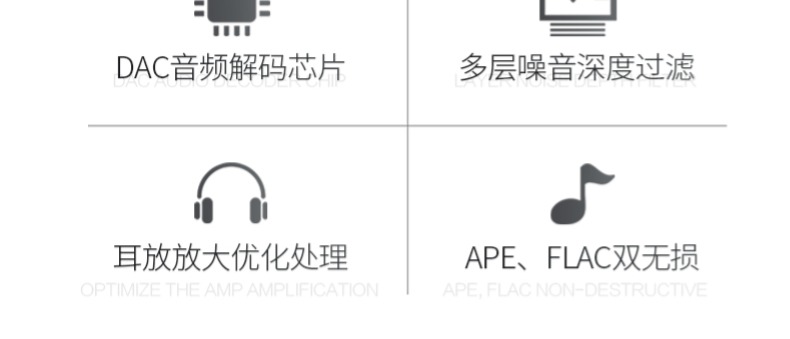 DAC音频解码芯片
DAC AUDIO DECODER CHIP
多层噪音深度过滤
LAYER NOISE DEPTH FILTER
耳放放大优化处理
OPTIMIZE THE AMP AMPLIFICATION
APE、FLAC双无损
APE, FLAC NON-DESTRUCTIVE